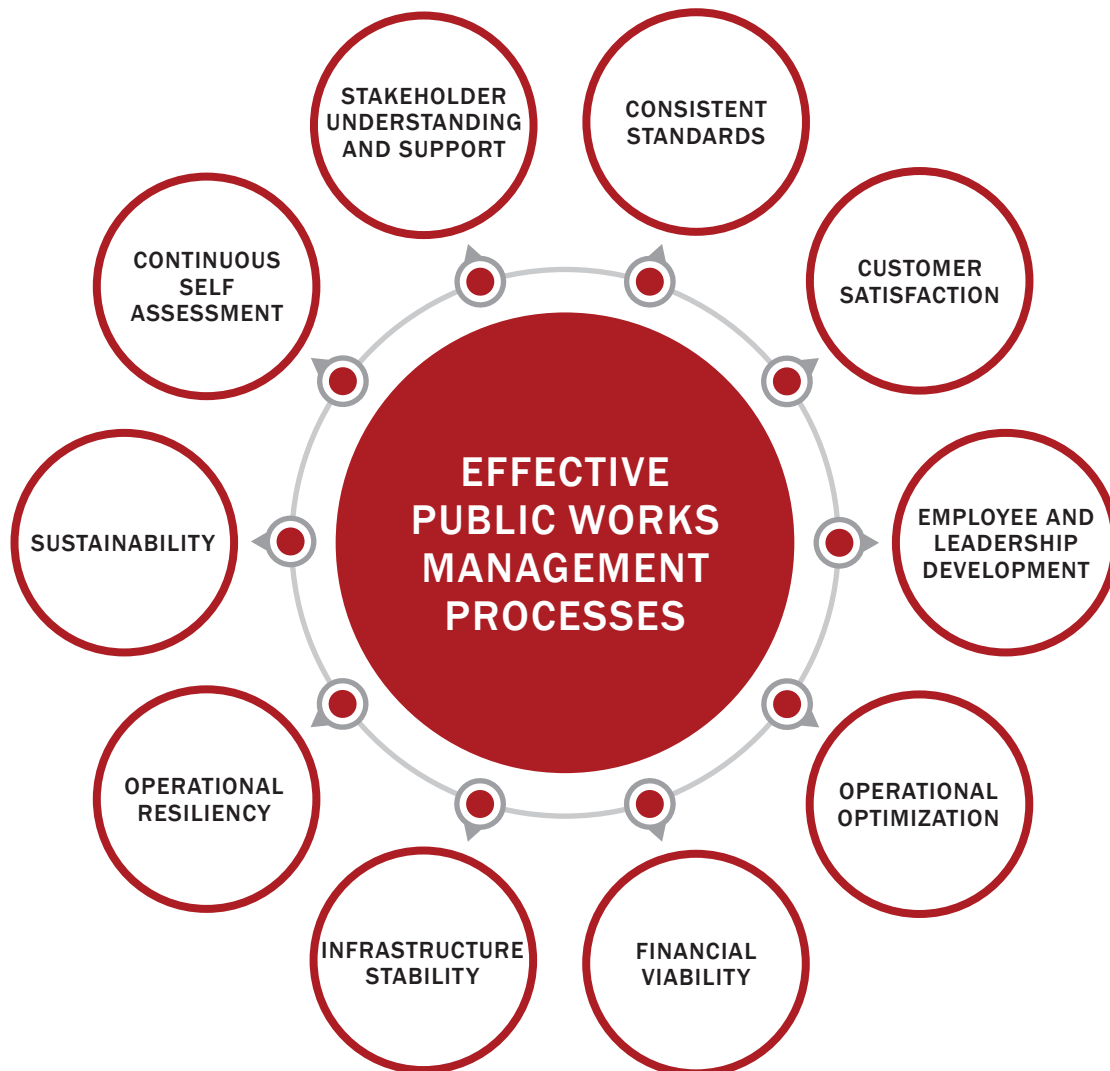 STAKEHOLDER
UNDERSTANDING
AND SUPPORT
CONSISTENT
STANDARDS
CUSTOMER
SATISFACTION
EMPLOYEE AND
LEADERSHIP
DEVELOPMENT
OPERATIONAL
OPTIMIZATION
FINANCIAL
VIABILITY
INFRASTRUCTURE
STABILITY
OPERATIONAL
RESILIENCY
SUSTAINABILITY
CONTINUOUS
SELF
ASSESSMENT
EFFECTIVE
PUBLIC WORKS
MANAGEMENT
PROCESSES